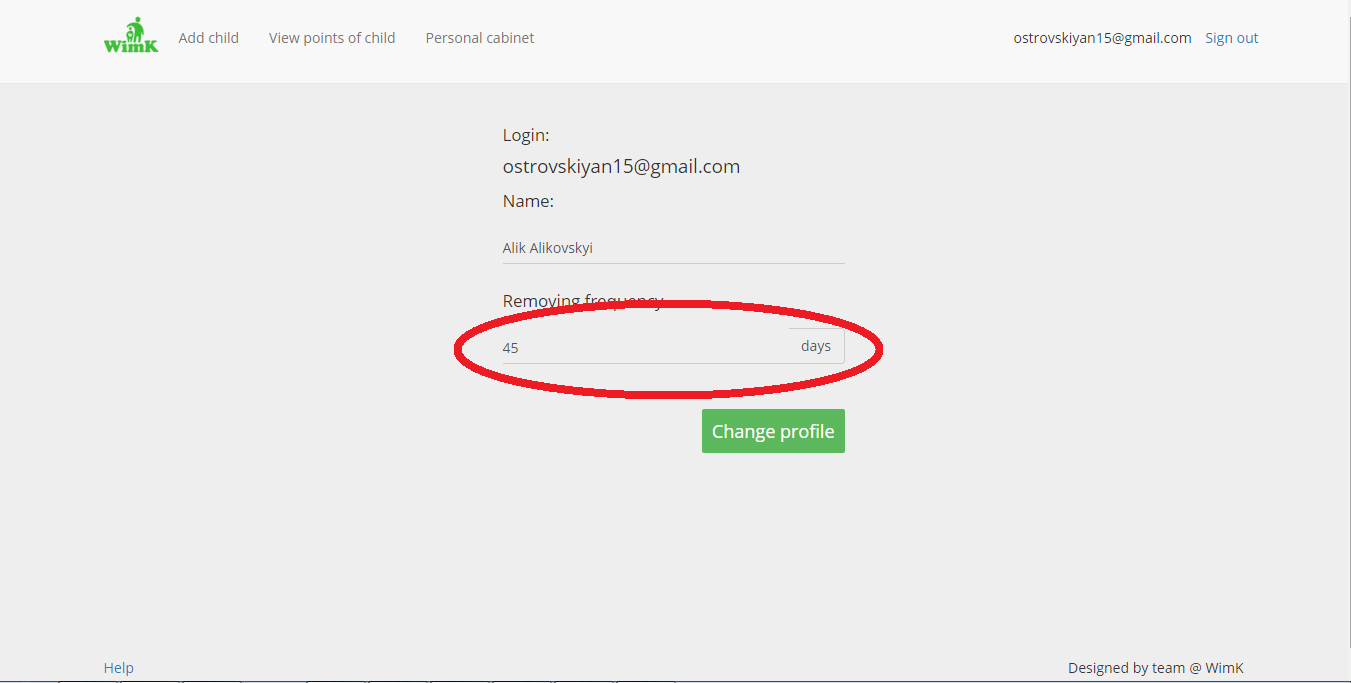 WimK Add child View points of child Personal cabinet ostrovskiyan15@gmail.com Sign out
Login:
ostrovskiyan15@gmail.com
Name:
Alik Alikovskyi
Removing frequency
45 days
Change profile
Help Designed by team @ WimK